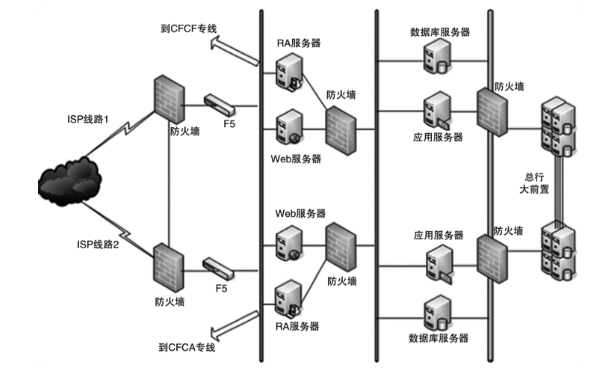 到CFCF专线
RA服务器
数据库服务器
防火墙
防火墙
ISP线路1
防火墙
F5
Web服务器
应用服务器
总行
大前置
Web服务器
应用服务器
防火墙
防火墙
ISP线路2
防火墙
F5
RA服务器
数据库服务器
到CFCA专线